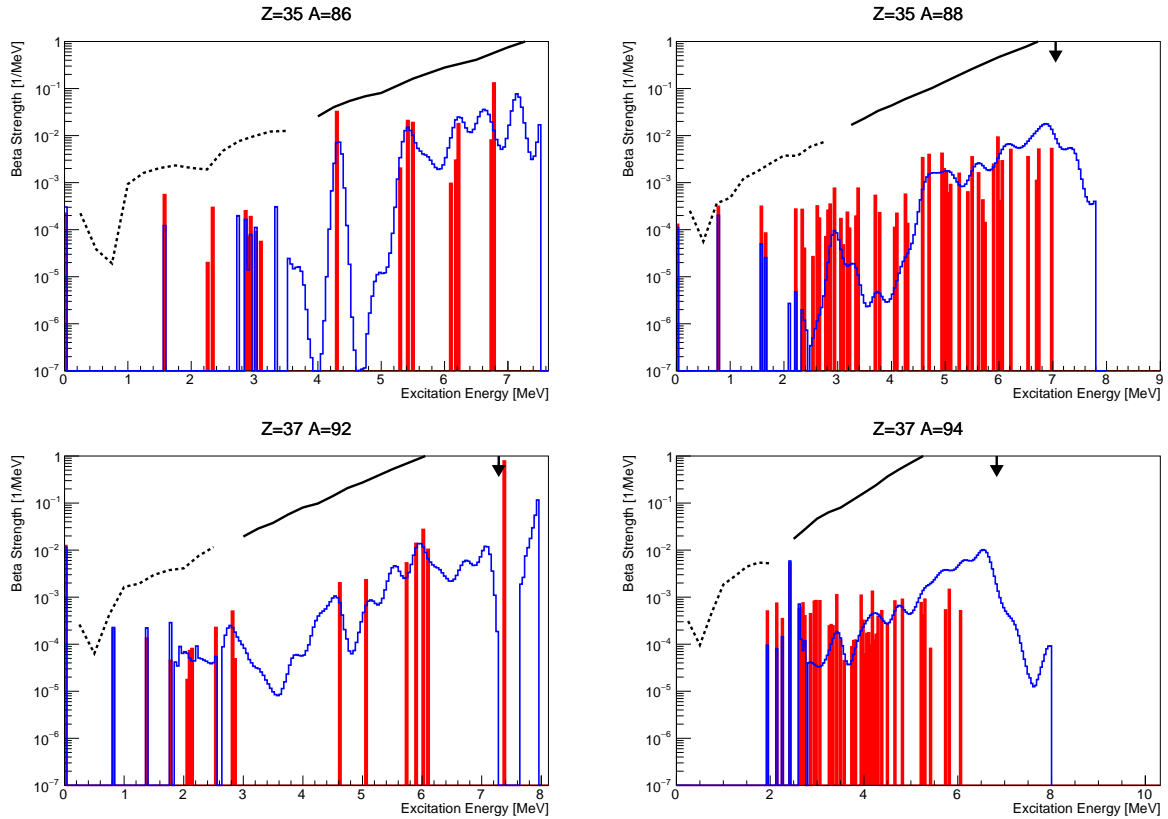 Z=35 A=86
Beta Strength [1/MeV]
1
10⁻¹
10⁻²
10⁻³
10⁻⁴
10⁻⁵
10⁻⁶
10⁻⁷
0 1 2 3 4 5 6 7
Excitation Energy [MeV]
Z=35 A=88
Beta Strength [1/MeV]
1
10⁻¹
10⁻²
10⁻³
10⁻⁴
10⁻⁵
10⁻⁶
10⁻⁷
0 1 2 3 4 5 6 7 8 9
Excitation Energy [MeV]
Z=37 A=92
Beta Strength [1/MeV]
1
10⁻¹
10⁻²
10⁻³
10⁻⁴
10⁻⁵
10⁻⁶
10⁻⁷
0 1 2 3 4 5 6 7 8
Excitation Energy [MeV]
Z=37 A=94
Beta Strength [1/MeV]
1
10⁻¹
10⁻²
10⁻³
10⁻⁴
10⁻⁵
10⁻⁶
10⁻⁷
0 2 4 6 8 10
Excitation Energy [MeV]